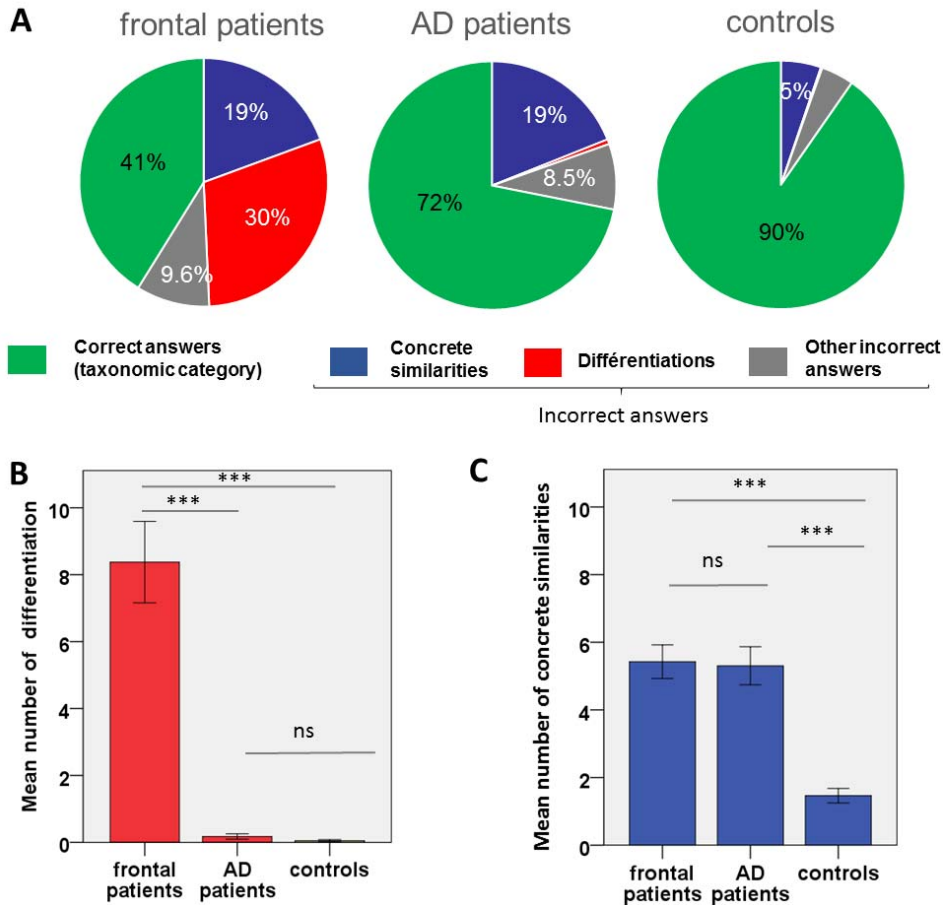 A
frontal patients
AD patients
controls
19%
41%
30%
9.6%
19%
8.5%
72%
5%
90%
Correct answers
(taxonomic category)
Concrete
similarities
Différentiations
Other incorrect
answers
Incorrect answers
B
Mean number of differentiation
10
8
6
4
2
0
***
***
ns
frontal
patients
AD
patients
controls
C
Mean number of concrete similarities
10
8
6
4
2
0
***
***
ns
frontal
patients
AD
patients
controls